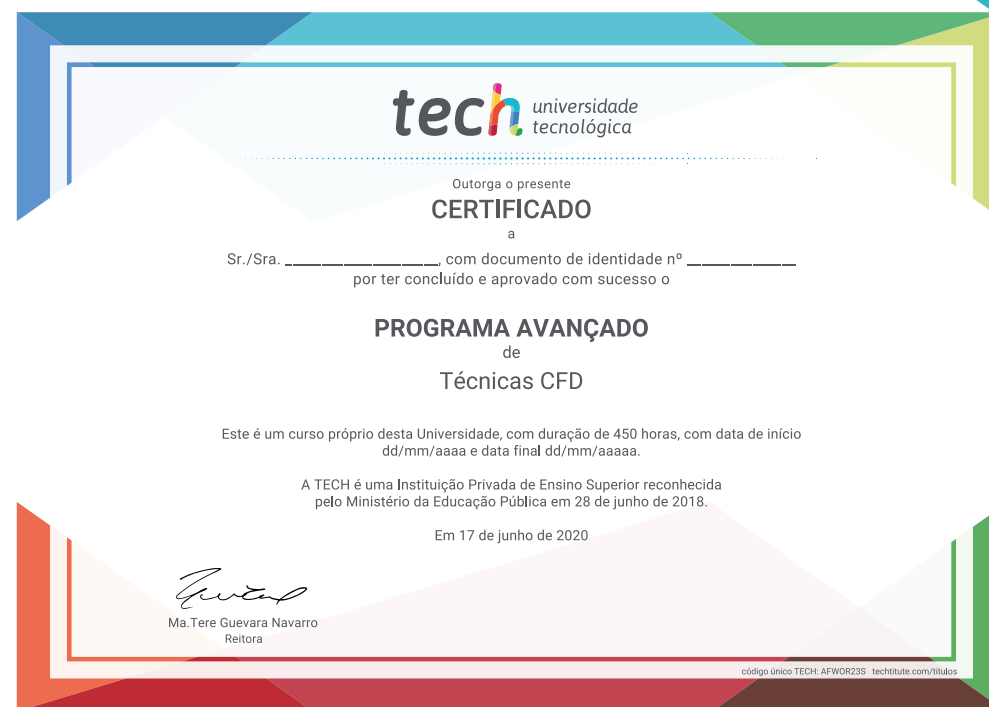 tech universidade
tecnológica
Outorga o presente
CERTIFICADO
a
Sr./Sra. ________________, com documento de identidade nº ____________
por ter concluído e aprovado com sucesso o
PROGRAMA AVANÇADO
de
Técnicas CFD
Este é um curso próprio desta Universidade, com duração de 450 horas, com data de início
dd/mm/aaaa e data final dd/mm/aaaaa.
A TECH é uma Instituição Privada de Ensino Superior reconhecida
pelo Ministério da Educação Pública em 28 de junho de 2018.
Em 17 de junho de 2020
Ma.Tere Guevara Navarro
Reitora
código único TECH: AFWOR23S techtitute.com/titulos